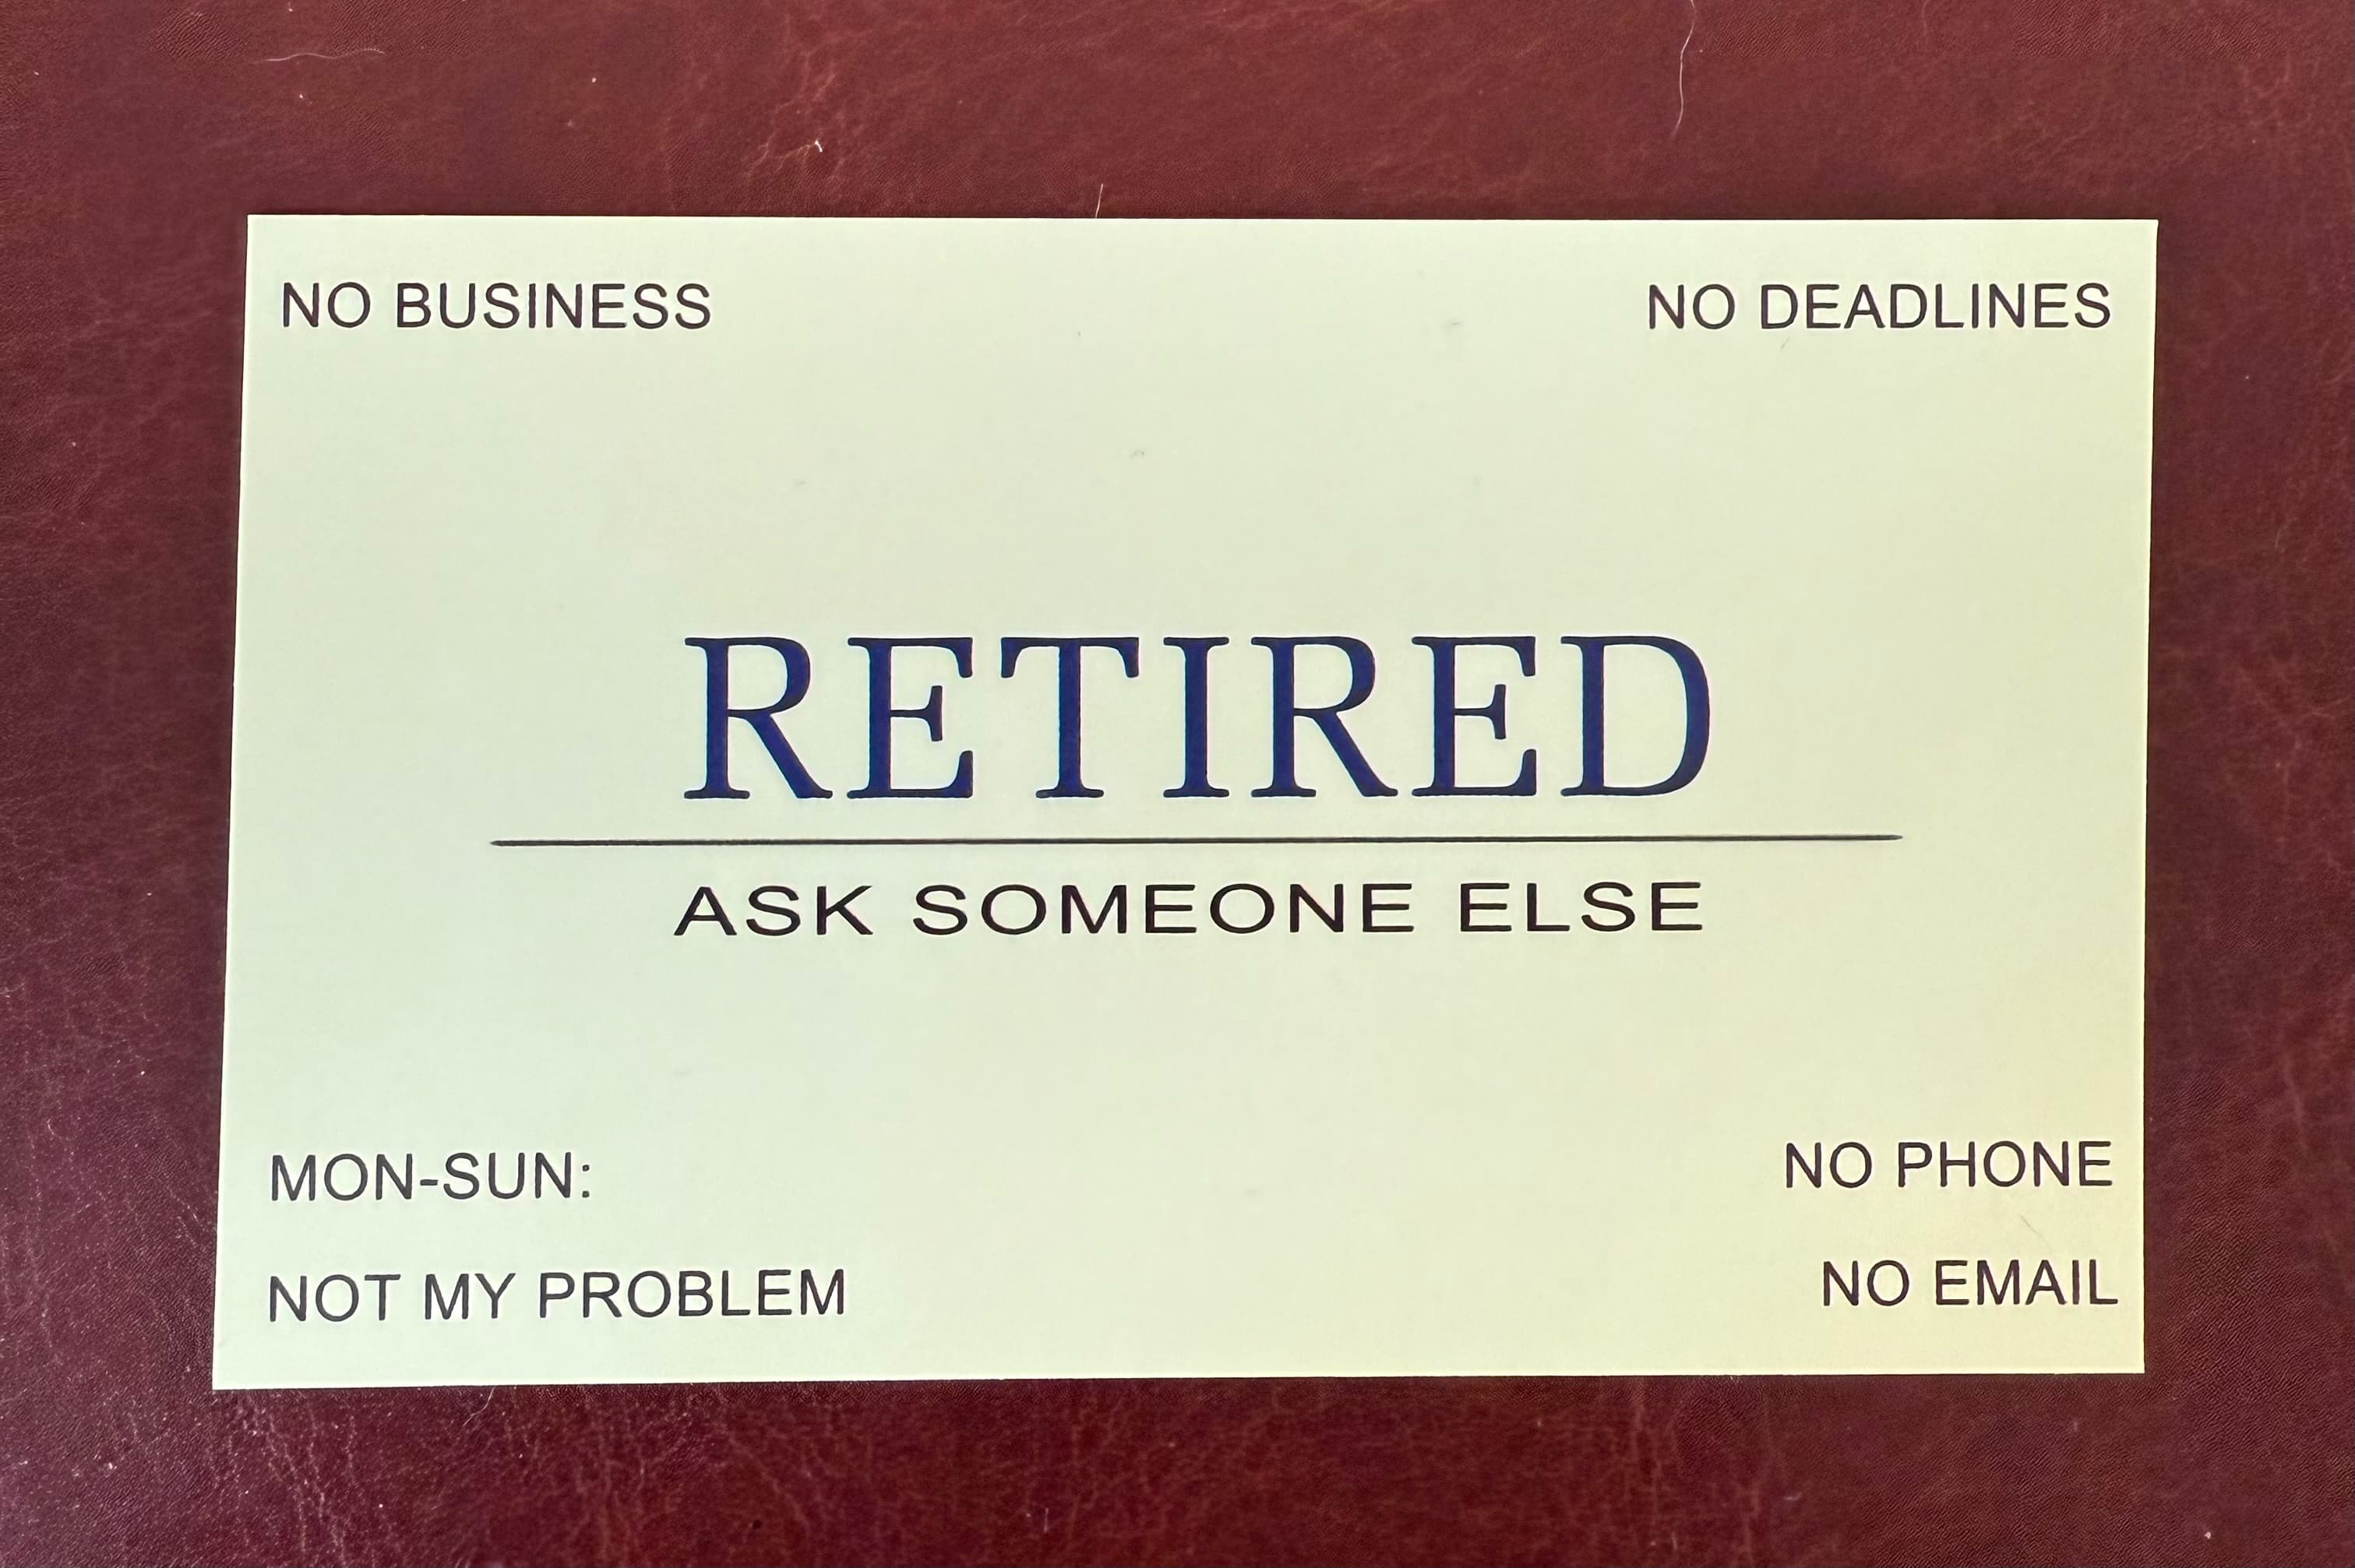 NO BUSINESS
NO DEADLINES
RETIRED
ASK SOMEONE ELSE
MON-SUN:
NOT MY PROBLEM
NO PHONE
NO EMAIL